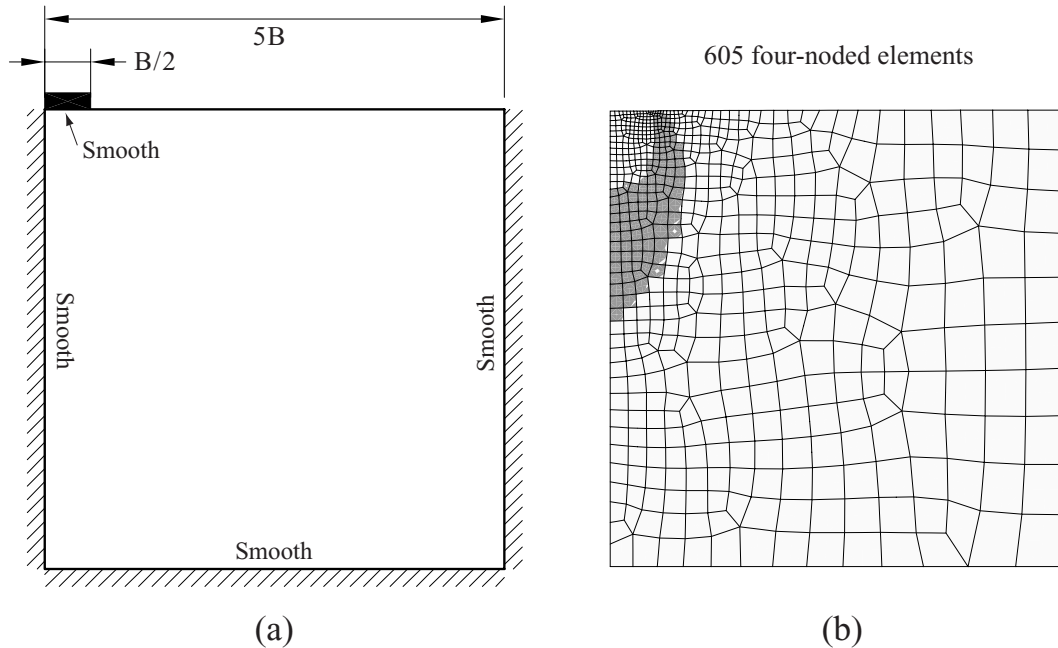 5B
B/2
Smooth
Smooth
Smooth
Smooth
(a)
605 four-noded elements
(b)